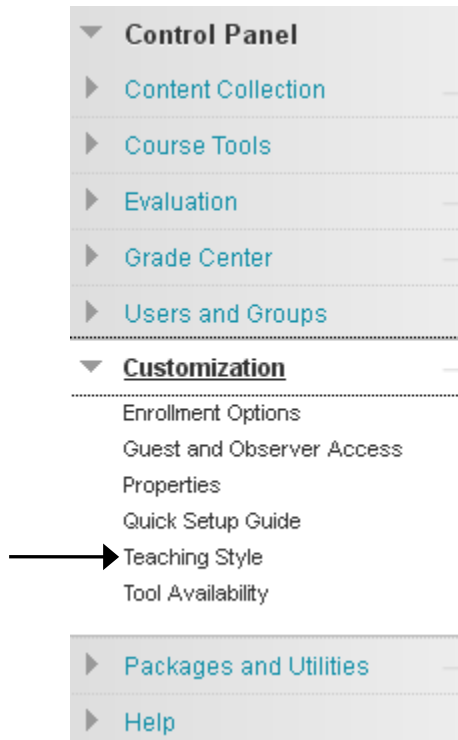 Control Panel
Content Collection
Course Tools
Evaluation
Grade Center
Users and Groups
Customization
Enrollment Options
Guest and Observer Access
Properties
Quick Setup Guide
Teaching Style
Tool Availability
Packages and Utilities
Help